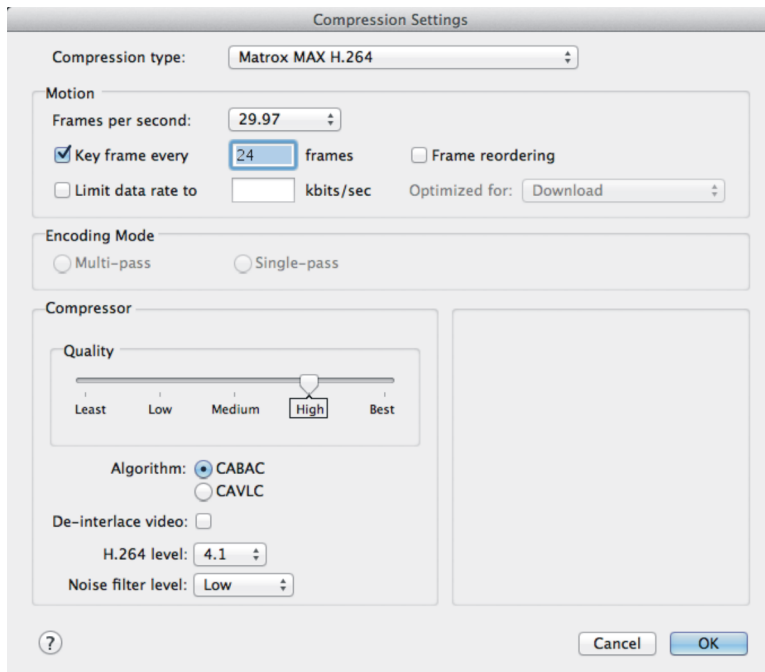 Compression Settings
Compression type: Matrox MAX H.264
Motion
Frames per second: 29.97
Key frame every 24 frames Frame reordering
Limit data rate to kbits/sec Optimized for: Download
Encoding Mode
Multi-pass Single-pass
Compressor
Quality
Least Low Medium High Best
Algorithm: CABAC
CAVLC
De-interlace video:
H.264 level: 4.1
Noise filter level: Low
? Cancel OK